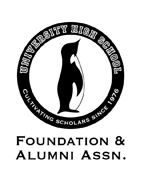 UNIVERSITY HIGH SCHOOL
CULTIVATING SCHOLARS SINCE 1976
FOUNDATION &
ALUMNI ASSN.